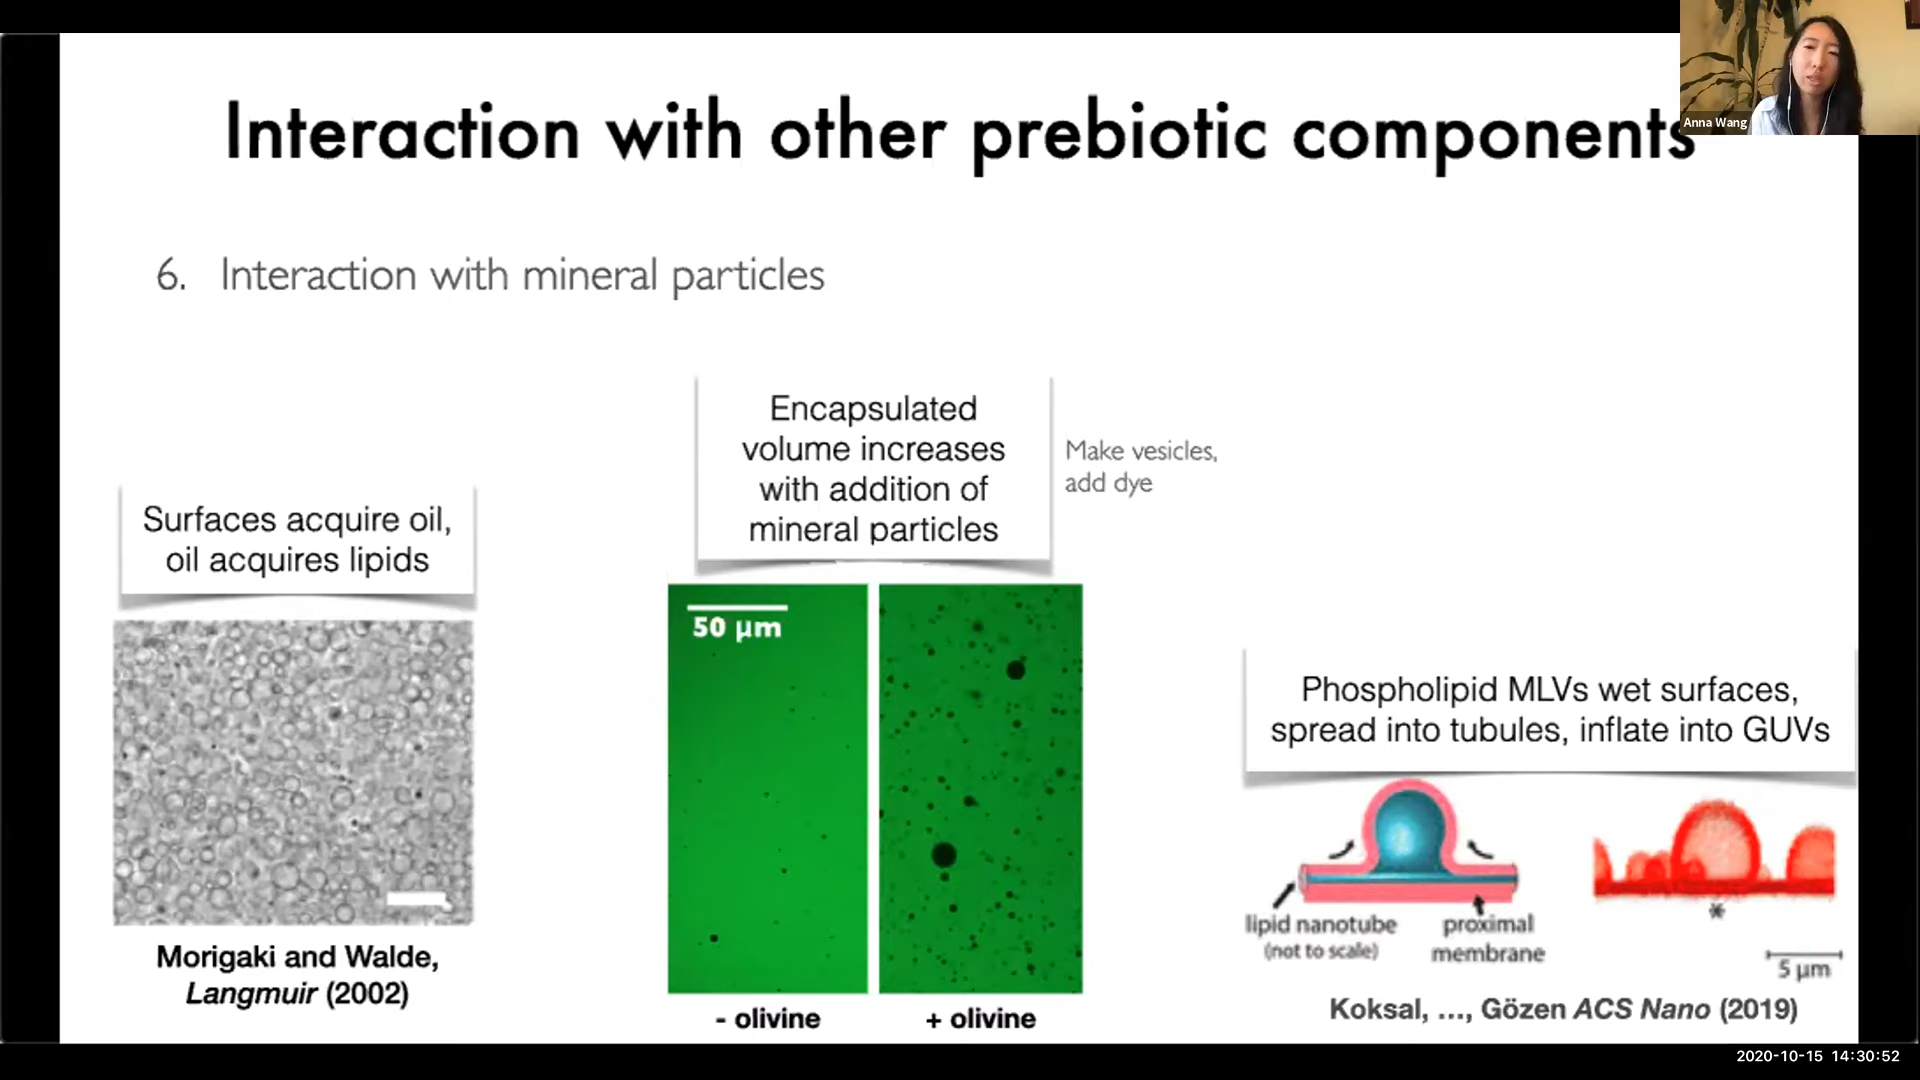 Interaction with other prebiotic components
Anna Wang
6. Interaction with mineral particles
Surfaces acquire oil,
oil acquires lipids
Morigaki and Walde,
Langmuir (2002)
Encapsulated
volume increases
with addition of
mineral particles
Make vesicles,
add dye
50 µm
- olivine
+ olivine
Phospholipid MLVs wet surfaces,
spread into tubules, inflate into GUVs
lipid nanotube
(not to scale)
proximal
membrane
*
5 µm
Koksal, ..., Gözen ACS Nano (2019)
2020-10-15 14:30:52